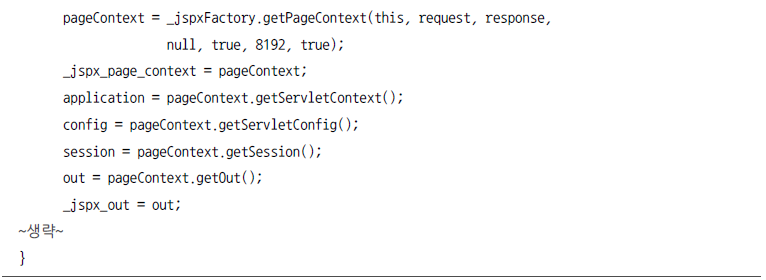 pageContext = _jspxFactory.getPageContext(this, request, response,
null, true, 8192, true);
_jspx_page_context = pageContext;
application = pageContext.getServletContext();
config = pageContext.getServletConfig();
session = pageContext.getSession();
out = pageContext.getOut();
_jspx_out = out;
~생략~
}